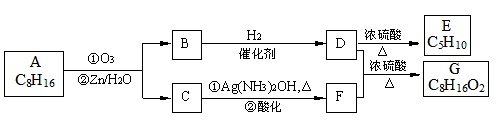 A
C8H16
①O3
②Zn/H2O
B
H2
催化剂
D
浓硫酸
△
E
C5H10
C
①Ag(NH3)2OH,△
②酸化
F
浓硫酸
△
G
C8H16O2